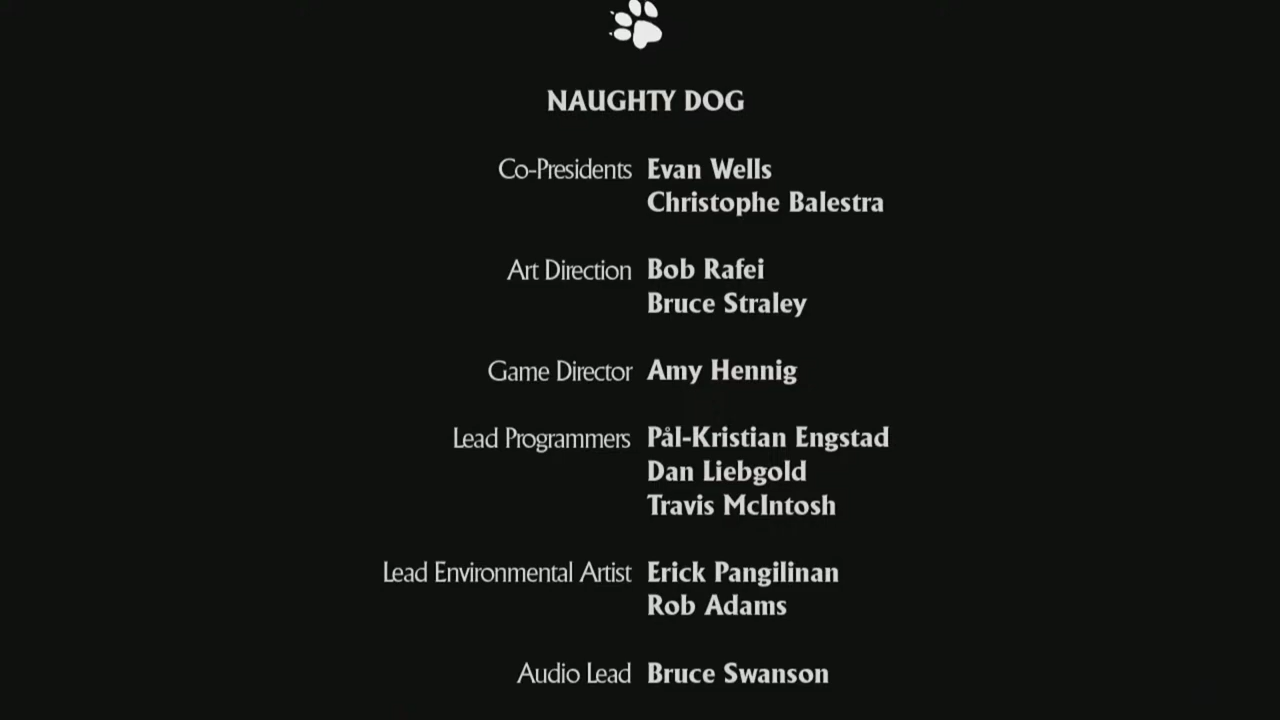 NAUGHTY DOG
Co-Presidents Evan Wells
Christophe Balestra
Art Direction Bob Rafei
Bruce Straley
Game Director Amy Hennig
Lead Programmers Pål-Kristian Engstad
Dan Liebgold
Travis McIntosh
Lead Environmental Artist Erick Pangilinan
Rob Adams
Audio Lead Bruce Swanson